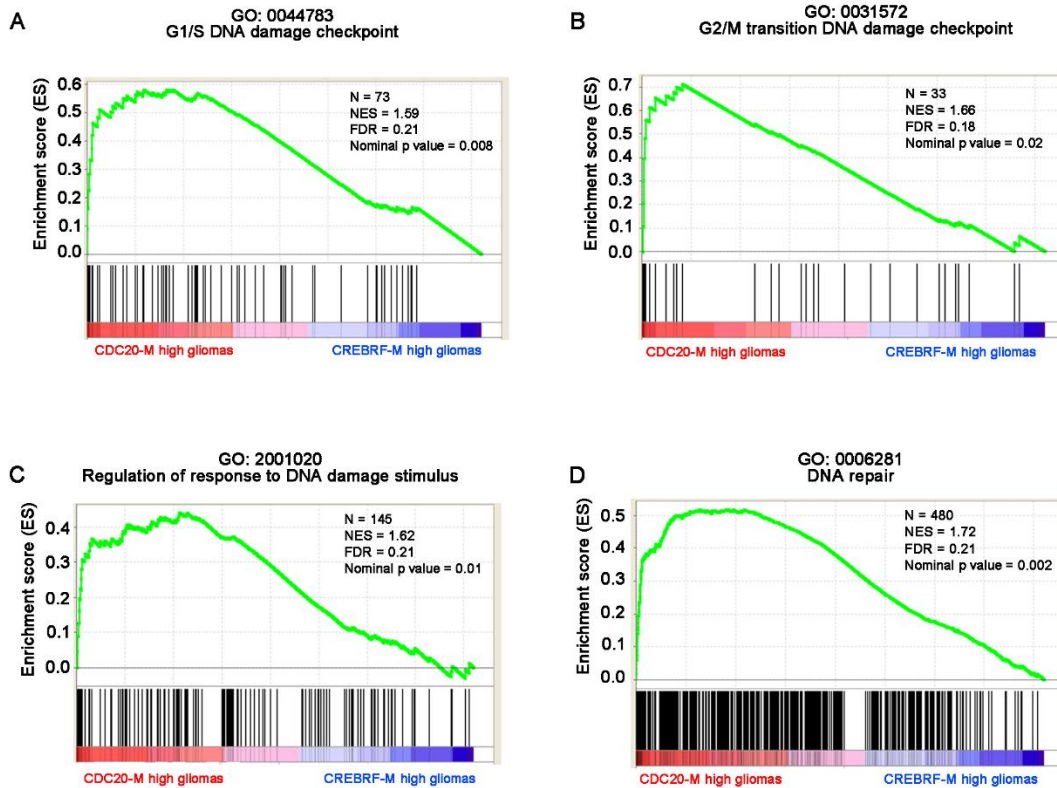 A
GO: 0044783
G1/S DNA damage checkpoint
Enrichment score (ES)
0.6
0.5
0.4
0.3
0.2
0.1
0.0
N = 73
NES = 1.59
FDR = 0.21
Nominal p value = 0.008
CDC20-M high gliomas
CREBRF-M high gliomas
B
GO: 0031572
G2/M transition DNA damage checkpoint
Enrichment score (ES)
0.7
0.6
0.5
0.4
0.3
0.2
0.1
0.0
N = 33
NES = 1.66
FDR = 0.18
Nominal p value = 0.02
CDC20-M high gliomas
CREBRF-M high gliomas
C
GO: 2001020
Regulation of response to DNA damage stimulus
Enrichment score (ES)
0.4
0.3
0.2
0.1
0.0
N = 145
NES = 1.62
FDR = 0.21
Nominal p value = 0.01
CDC20-M high gliomas
CREBRF-M high gliomas
D
GO: 0006281
DNA repair
Enrichment score (ES)
0.5
0.4
0.3
0.2
0.1
0.0
N = 480
NES = 1.72
FDR = 0.21
Nominal p value = 0.002
CDC20-M high gliomas
CREBRF-M high gliomas